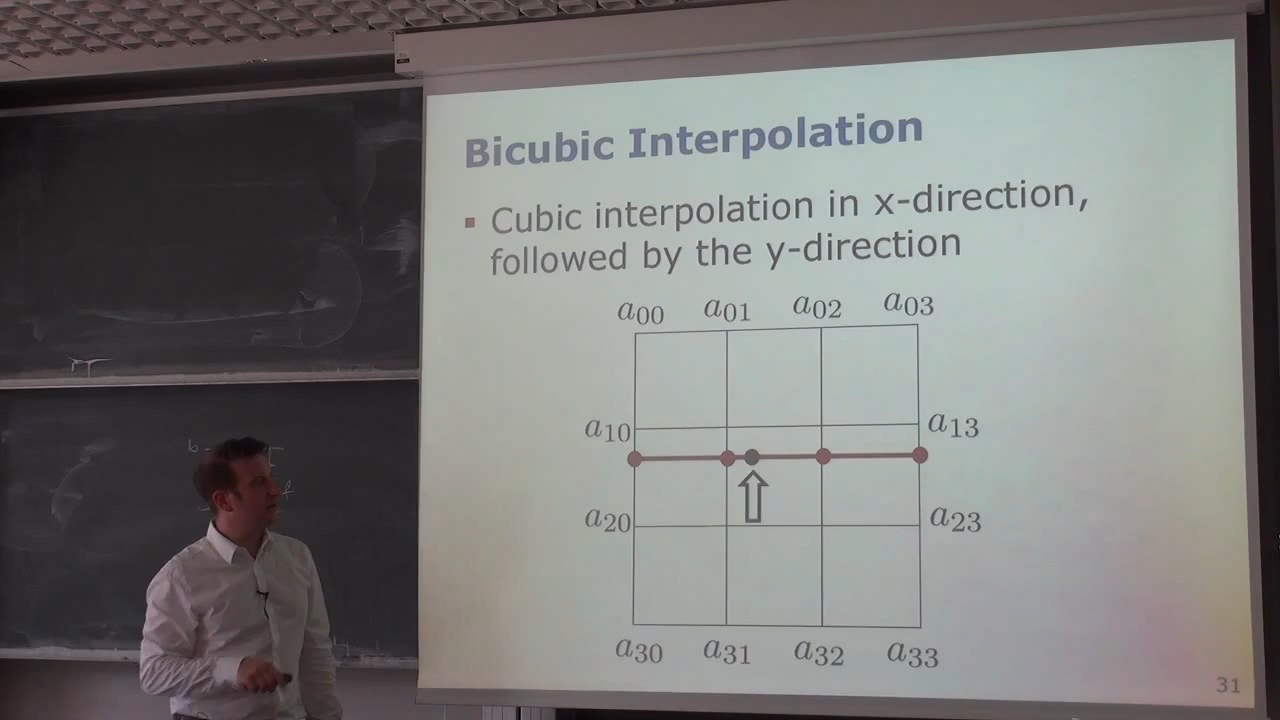 Bicubic Interpolation
▪ Cubic interpolation in x-direction,
followed by the y-direction
a00 a01 a02 a03
a10 a13
a20 a23
a30 a31 a32 a33
31